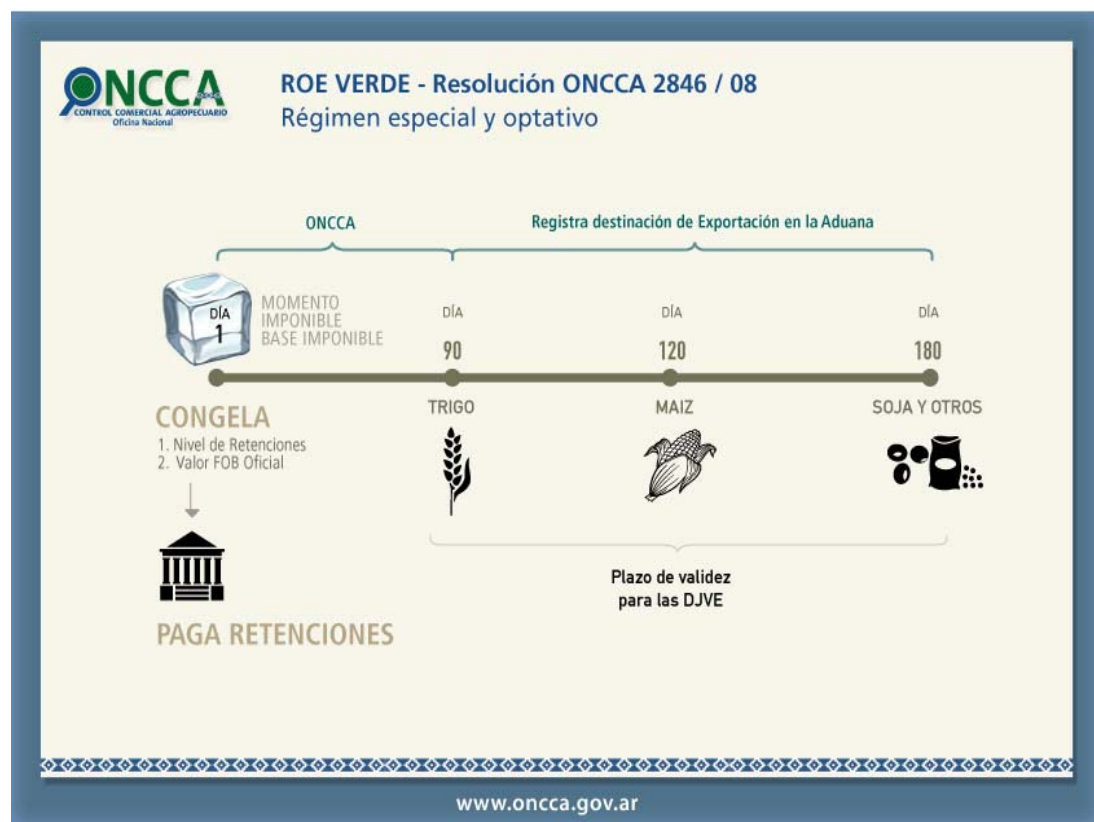 ONCCA
CONTROL COMERCIAL AGROPECUARIO
Oficina Nacional
ROE VERDE - Resolución ONCCA 2846 / 08
Régimen especial y optativo
ONCCA
Registra destinación de Exportación en la Aduana
DÍA
1
MOMENTO
IMPONIBLE
BASE IMPONIBLE
DÍA
90
DÍA
120
DÍA
180
CONGELA
1. Nivel de Retenciones
2. Valor FOB Oficial
TRIGO
MAIZ
SOJA Y OTROS
Plazo de validez
para las DJVE
PAGA RETENCIONES
www.oncca.gov.ar